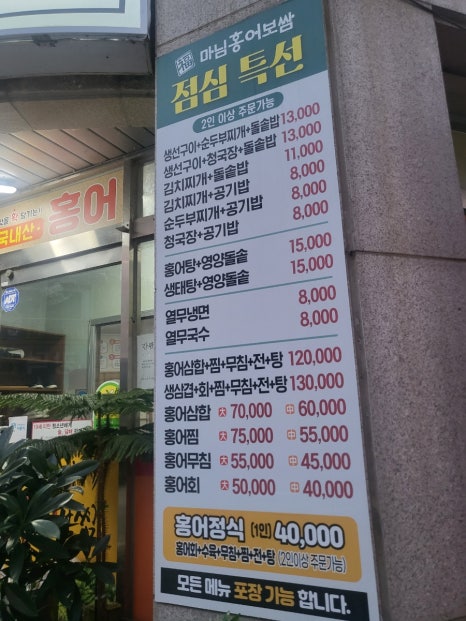 마님홍어보쌈
점심 특선
2인 이상 주문가능
생선구이+순두부찌개+돌솥밥 13,000
생선구이+청국장+돌솥밥 13,000
김치찌개+돌솥밥 11,000
김치찌개+공기밥 8,000
순두부찌개+공기밥 8,000
청국장+공기밥 8,000
홍어탕+영양돌솥 15,000
생태탕+영양돌솥 15,000
열무냉면 8,000
열무국수 8,000
홍어삼합+찜+무침+전+탕 120,000
생삼겹+회+찜+무침+전+탕 130,000
홍어삼합 大 70,000 中 60,000
홍어찜 大 75,000 中 55,000
홍어무침 大 55,000 中 45,000
홍어회 大 50,000 中 40,000
홍어정식 (1인) 40,000
홍어회+수육+무침+찜+전+탕 (2인이상 주문가능)
모든 메뉴 포장 가능 합니다.
국내산· 홍어
ADT